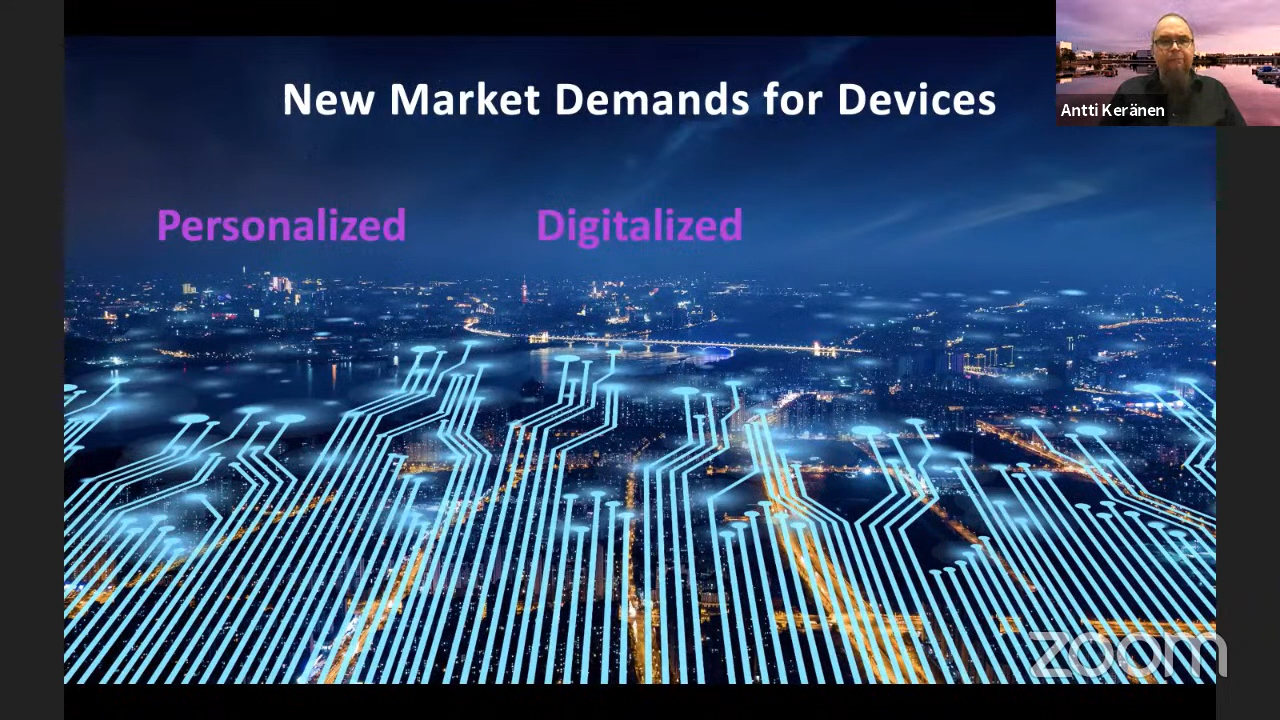 New Market Demands for Devices
Antti Keränen
Personalized Digitalized
zoom